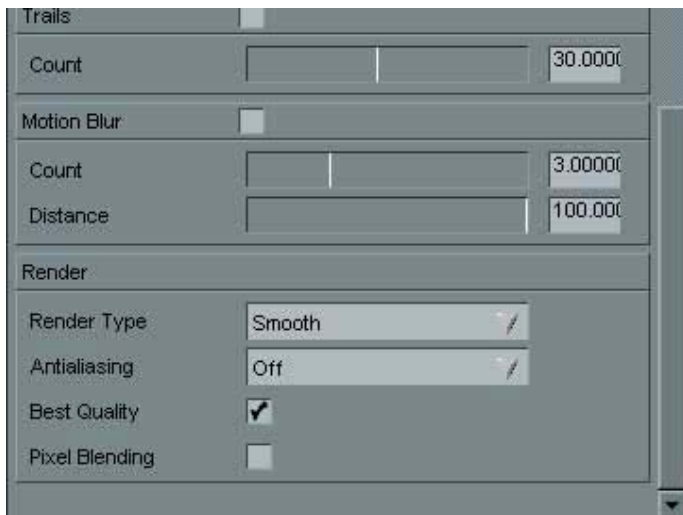 Trails
Count 30.0000
Motion Blur
Count 3.00000
Distance 100.000
Render
Render Type Smooth
Antialiasing Off
Best Quality
Pixel Blending